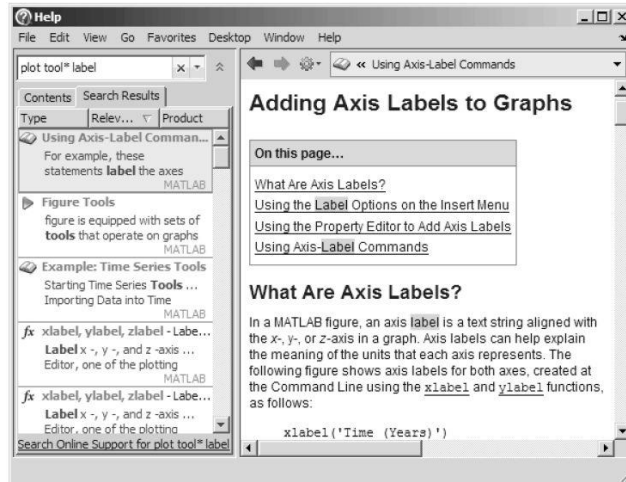 Help
File Edit View Go Favorites Desktop Window Help
plot tool* label
Contents Search Results
Type Relev... Product
Using Axis-Label Comman...
For example, these
statements label the axes
MATLAB
Figure Tools
figure is equipped with sets of
tools that operate on graphs
MATLAB
Example: Time Series Tools
Starting Time Series Tools ...
Importing Data into Time
MATLAB
fx xlabel, ylabel, zlabel - Labe...
Label x -, y -, and z -axis ...
Editor, one of the plotting
MATLAB
fx xlabel, ylabel, zlabel - Labe...
Label x -, y -, and z -axis ...
Editor, one of the plotting
Search Online Support for plot tool* label
« Using Axis-Label Commands
Adding Axis Labels to Graphs
On this page…
What Are Axis Labels?
Using the Label Options on the Insert Menu
Using the Property Editor to Add Axis Labels
Using Axis-Label Commands
What Are Axis Labels?
In a MATLAB figure, an axis label is a text string aligned with
the x-, y-, or z-axis in a graph. Axis labels can help explain
the meaning of the units that each axis represents. The
following figure shows axis labels for both axes, created at
the Command Line using the xlabel and ylabel functions,
as follows:
xlabel('Time (Years)')